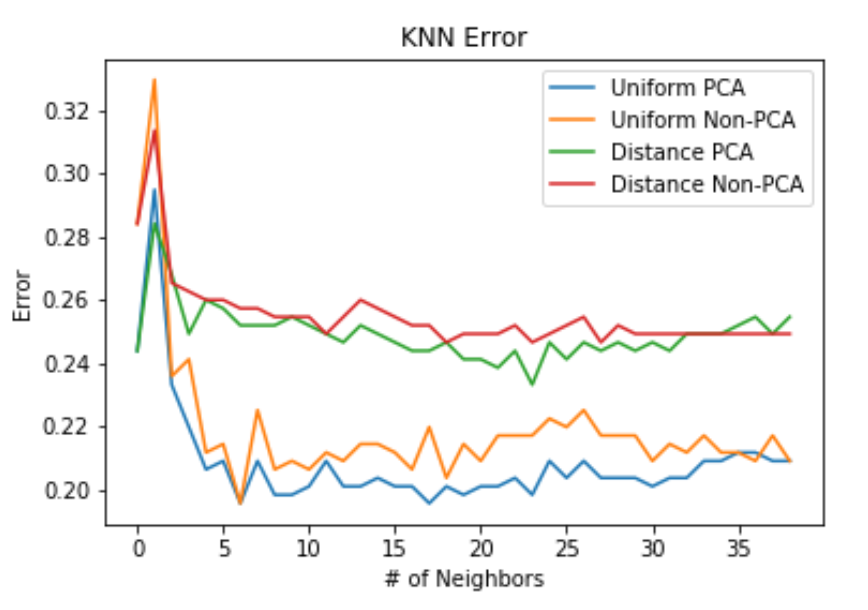 KNN Error
Uniform PCA
Uniform Non-PCA
Distance PCA
Distance Non-PCA
Error
0.32
0.30
0.28
0.26
0.24
0.22
0.20
0 5 10 15 20 25 30 35
# of Neighbors